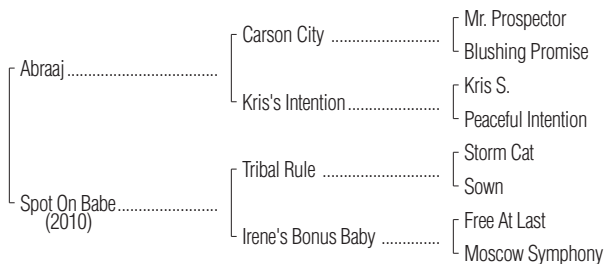 Mr. Prospector
Carson City ........................
Blushing Promise
Abraaj .................................
Kris S.
Kris's Intention ....................
Peaceful Intention
Storm Cat
Tribal Rule ..........................
Sown
Spot On Babe ......................
(2010)
Free At Last
Irene's Bonus Baby .............
Moscow Symphony